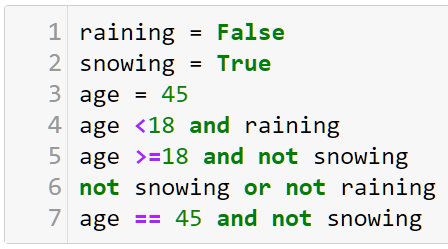 1 raining = False
2 snowing = True
3 age = 45
4 age <18 and raining
5 age >=18 and not snowing
6 not snowing or not raining
7 age == 45 and not snowing